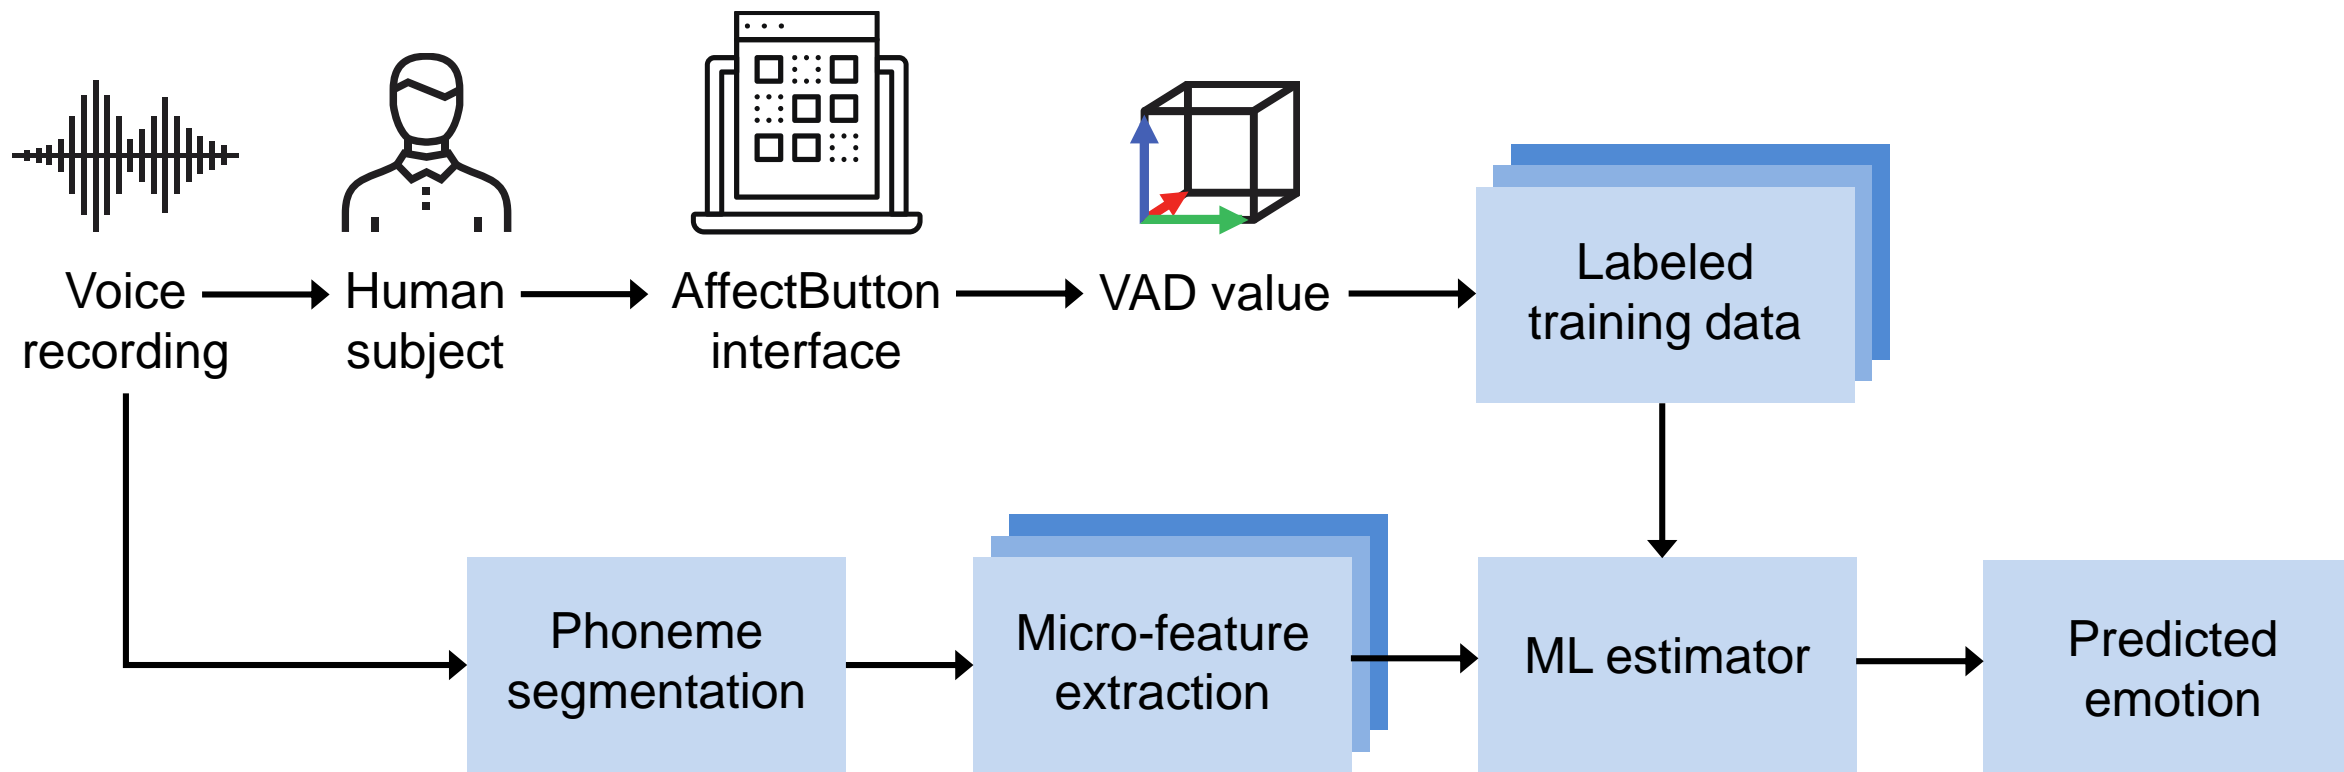 Voice
recording
Human
subject
AffectButton
interface
VAD value
Labeled
training data
Phoneme
segmentation
Micro-feature
extraction
ML estimator
Predicted
emotion